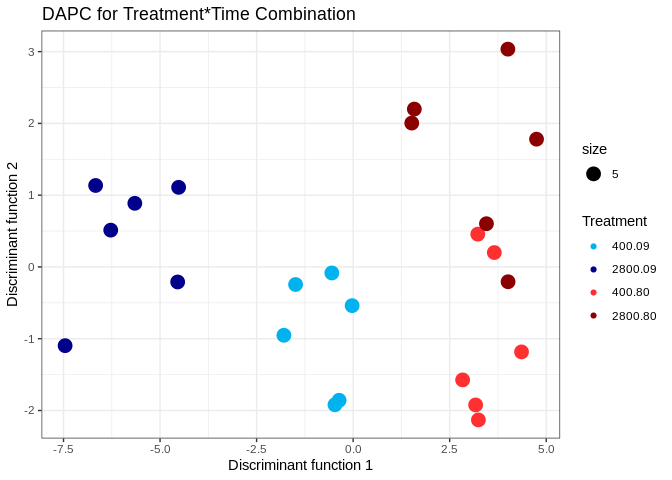 DAPC for Treatment*Time Combination
3
2
1
0
-1
-2
Discriminant function 2
-7.5 -5.0 -2.5 0.0 2.5 5.0
Discriminant function 1
size
5
Treatment
400.09
2800.09
400.80
2800.80